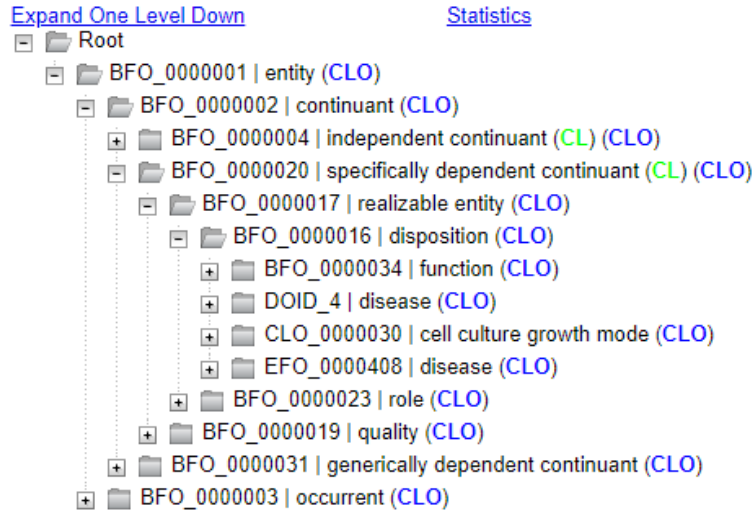 Expand One Level Down Statistics
Root
BFO_0000001 | entity (CLO)
BFO_0000002 | continuant (CLO)
BFO_0000004 | independent continuant (CL) (CLO)
BFO_0000020 | specifically dependent continuant (CL) (CLO)
BFO_0000017 | realizable entity (CLO)
BFO_0000016 | disposition (CLO)
BFO_0000034 | function (CLO)
DOID_4 | disease (CLO)
CLO_0000030 | cell culture growth mode (CLO)
EFO_0000408 | disease (CLO)
BFO_0000023 | role (CLO)
BFO_0000019 | quality (CLO)
BFO_0000031 | generically dependent continuant (CLO)
BFO_0000003 | occurrent (CLO)